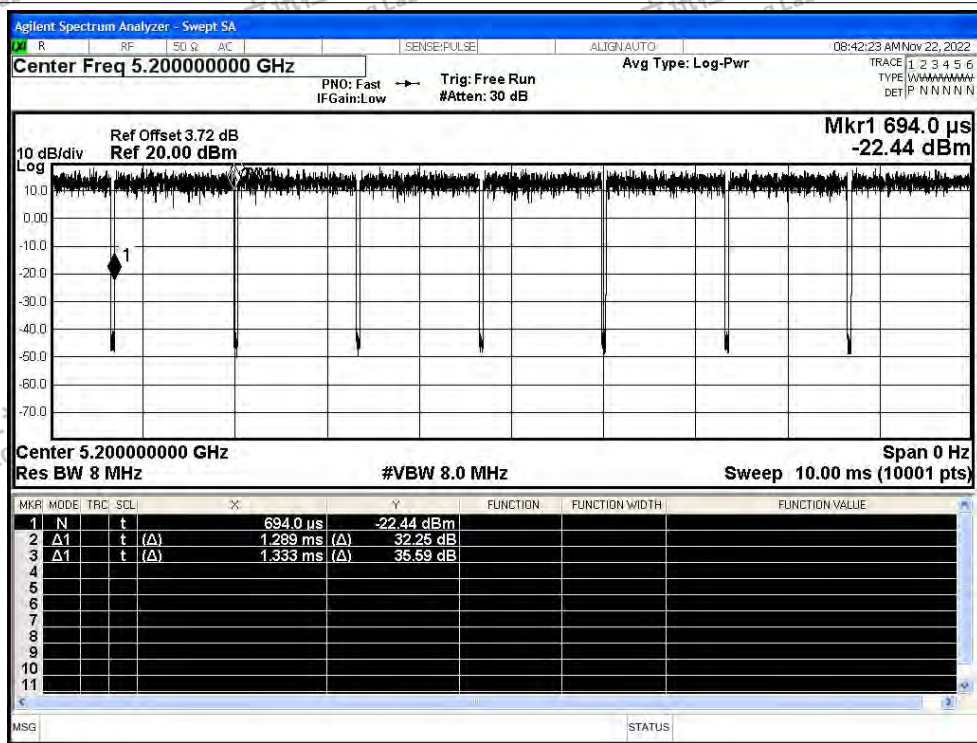 Agilent Spectrum Analyzer - Swept SA
R RF 50 Ω AC SENSE:PULSE ALIGN AUTO 08:42:23 AM Nov 22, 2022
Center Freq 5.200000000 GHz
PNO: Fast
IFGain:Low
Trig: Free Run
#Atten: 30 dB
Avg Type: Log-Pwr
TRACE 1 2 3 4 5 6
TYPE WWWWWW
DET P N N N N N
Mkr1 694.0 µs
-22.44 dBm
Ref Offset 3.72 dB
10 dB/div Ref 20.00 dBm
Log
10.0
0.00
-10.0
1
-20.0
-30.0
-40.0
-50.0
-60.0
-70.0
Center 5.200000000 GHz Span 0 Hz
Res BW 8 MHz #VBW 8.0 MHz Sweep 10.00 ms (10001 pts)
MKR MODE TRC SCL X Y FUNCTION FUNCTION WIDTH FUNCTION VALUE
1 N t 694.0 µs -22.44 dBm
2 Δ1 t (Δ) 1.289 ms (Δ) 32.25 dB
3 Δ1 t (Δ) 1.333 ms (Δ) 35.59 dB
4
5
6
7
8
9
10
11
MSG STATUS